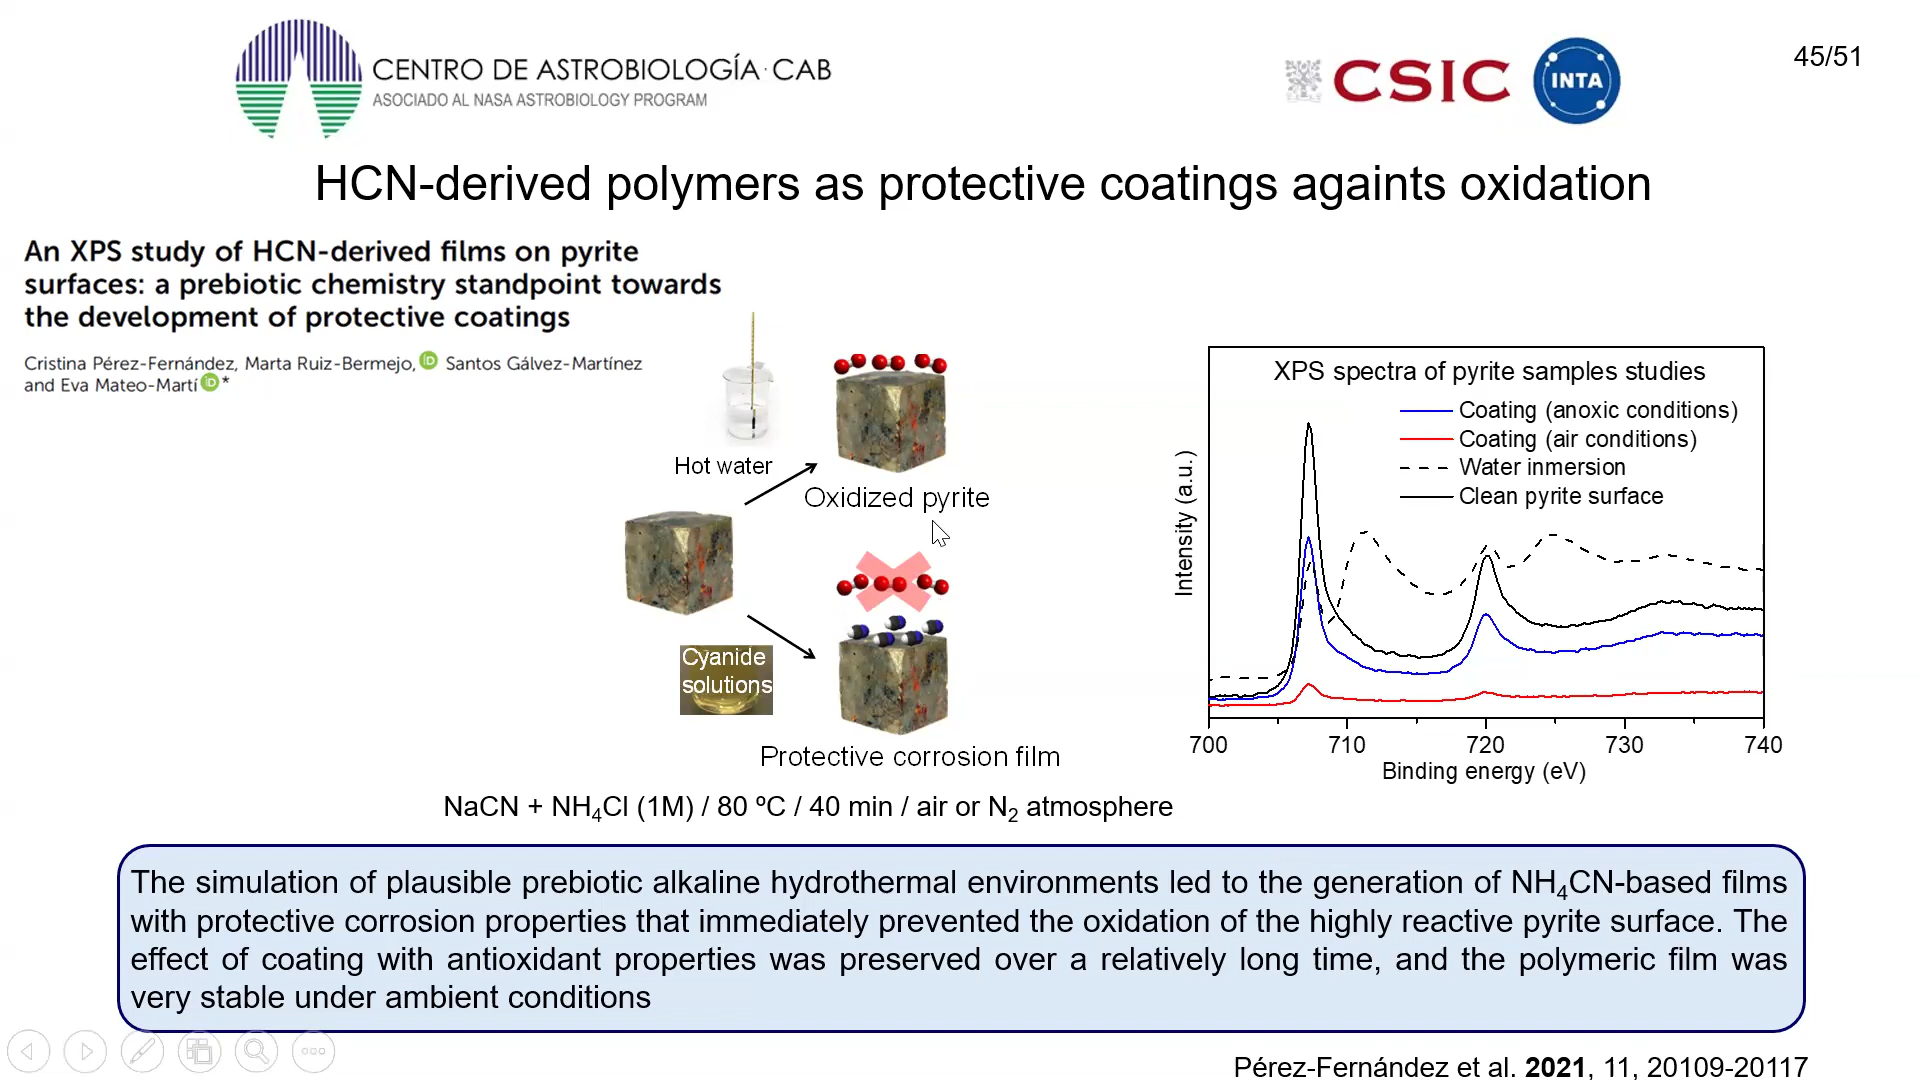 CENTRO DE ASTROBIOLOGÍA · CAB
ASOCIADO AL NASA ASTROBIOLOGY PROGRAM
CSIC
INTA
45/51
HCN-derived polymers as protective coatings againts oxidation
An XPS study of HCN-derived films on pyrite
surfaces: a prebiotic chemistry standpoint towards
the development of protective coatings
Cristina Pérez-Fernández, Marta Ruiz-Bermejo, iD Santos Gálvez-Martínez
and Eva Mateo-Martí iD *
Hot water
Oxidized pyrite
Cyanide
solutions
Protective corrosion film
XPS spectra of pyrite samples studies
Coating (anoxic conditions)
Coating (air conditions)
Water inmersion
Clean pyrite surface
Intensity (a.u.)
700 710 720 730 740
Binding energy (eV)
NaCN + NH₄Cl (1M) / 80 ºC / 40 min / air or N₂ atmosphere
The simulation of plausible prebiotic alkaline hydrothermal environments led to the generation of NH₄CN-based films
with protective corrosion properties that immediately prevented the oxidation of the highly reactive pyrite surface. The
effect of coating with antioxidant properties was preserved over a relatively long time, and the polymeric film was
very stable under ambient conditions
Pérez-Fernández et al. 2021, 11, 20109-20117